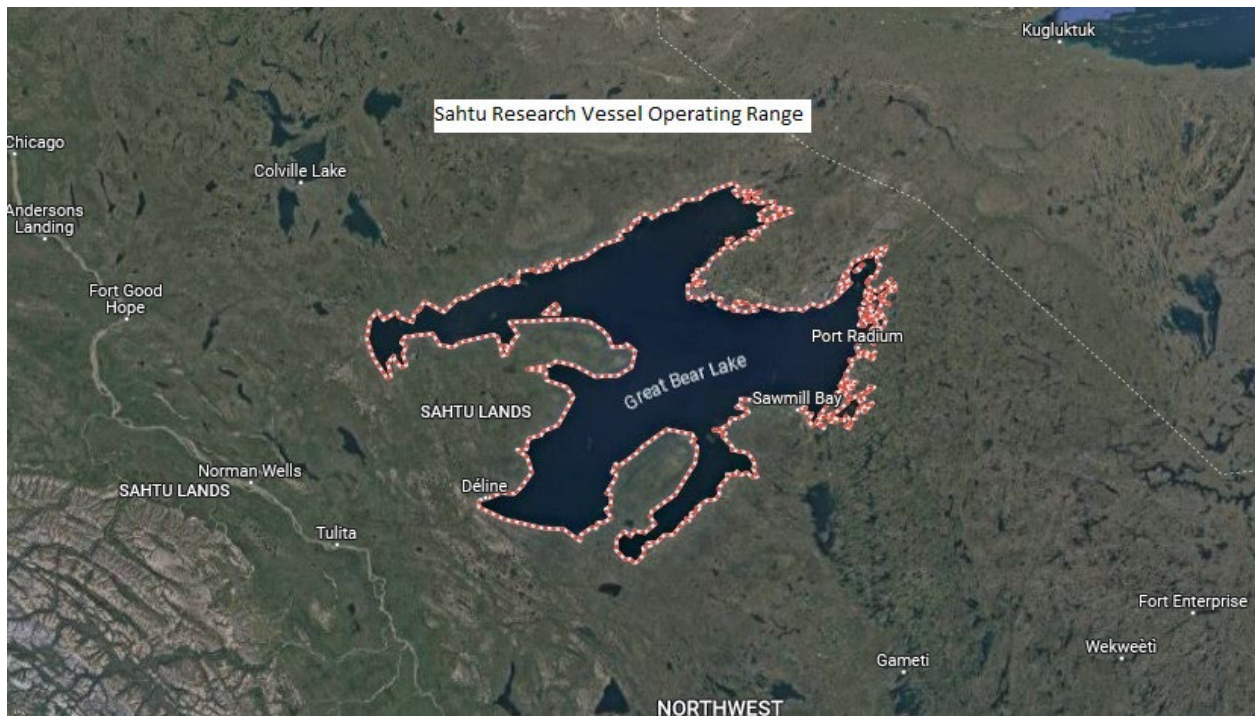 Kugluktuk
Sahtu Research Vessel Operating Range
Chicago
Colville Lake
Andersons
Landing
Fort Good
Hope
Port Radium
Great Bear Lake
Sawmill Bay
SAHTU LANDS
Norman Wells
SAHTU LANDS
Déline
Tulita
Fort Enterprise
Wekweètì
Gameti
NORTHWEST